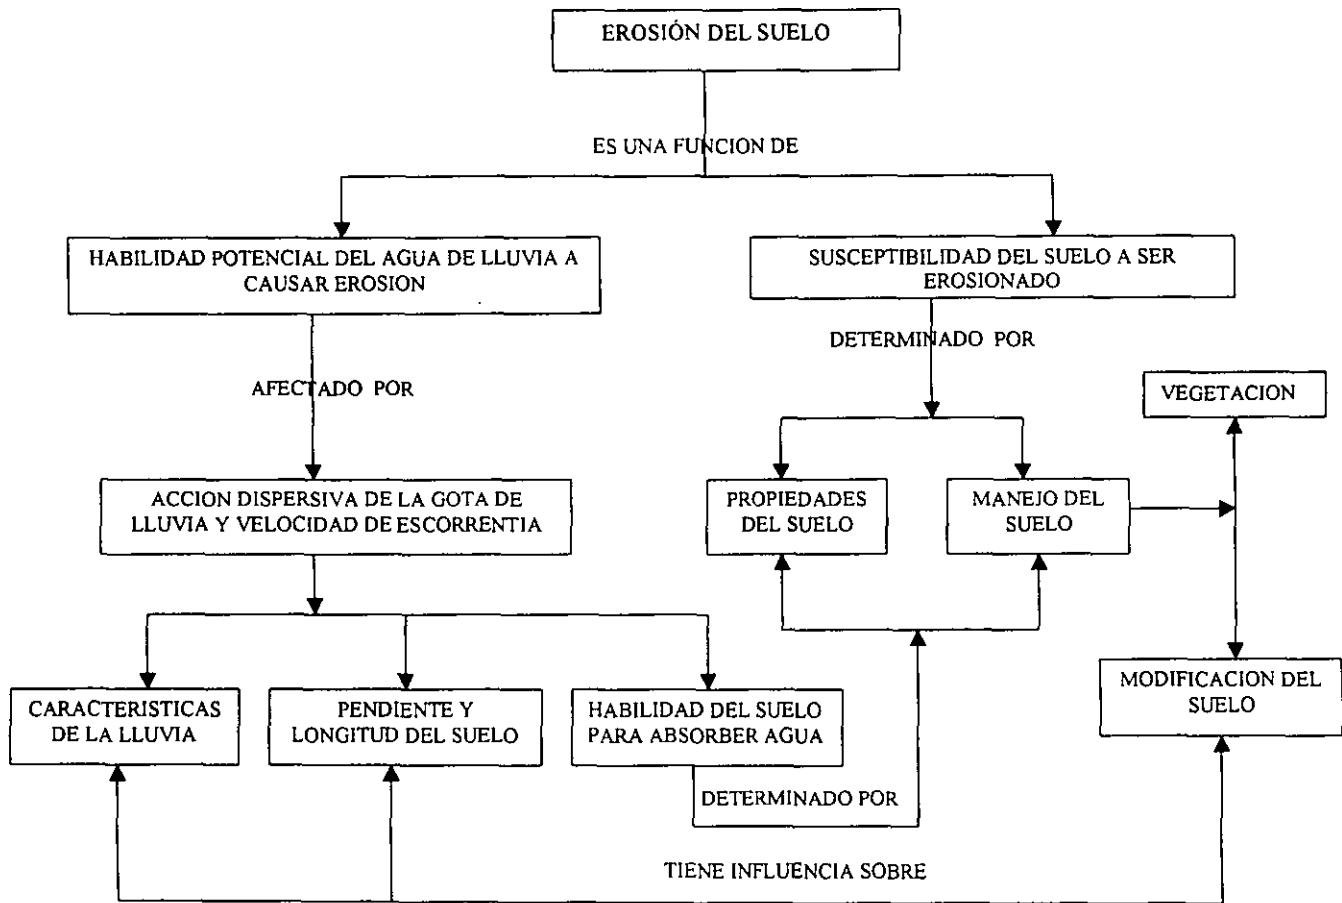 EROSIÓN DEL SUELO
ES UNA FUNCION DE
HABILIDAD POTENCIAL DEL AGUA DE LLUVIA A
CAUSAR EROSION
SUSCEPTIBILIDAD DEL SUELO A SER
EROSIONADO
AFECTADO POR
DETERMINADO POR
VEGETACION
ACCION DISPERSIVA DE LA GOTA DE
LLUVIA Y VELOCIDAD DE ESCORRENTIA
PROPIEDADES
DEL SUELO
MANEJO DEL
SUELO
CARACTERISTICAS
DE LA LLUVIA
PENDIENTE Y
LONGITUD DEL SUELO
HABILIDAD DEL SUELO
PARA ABSORBER AGUA
MODIFICACION DEL
SUELO
DETERMINADO POR
TIENE INFLUENCIA SOBRE